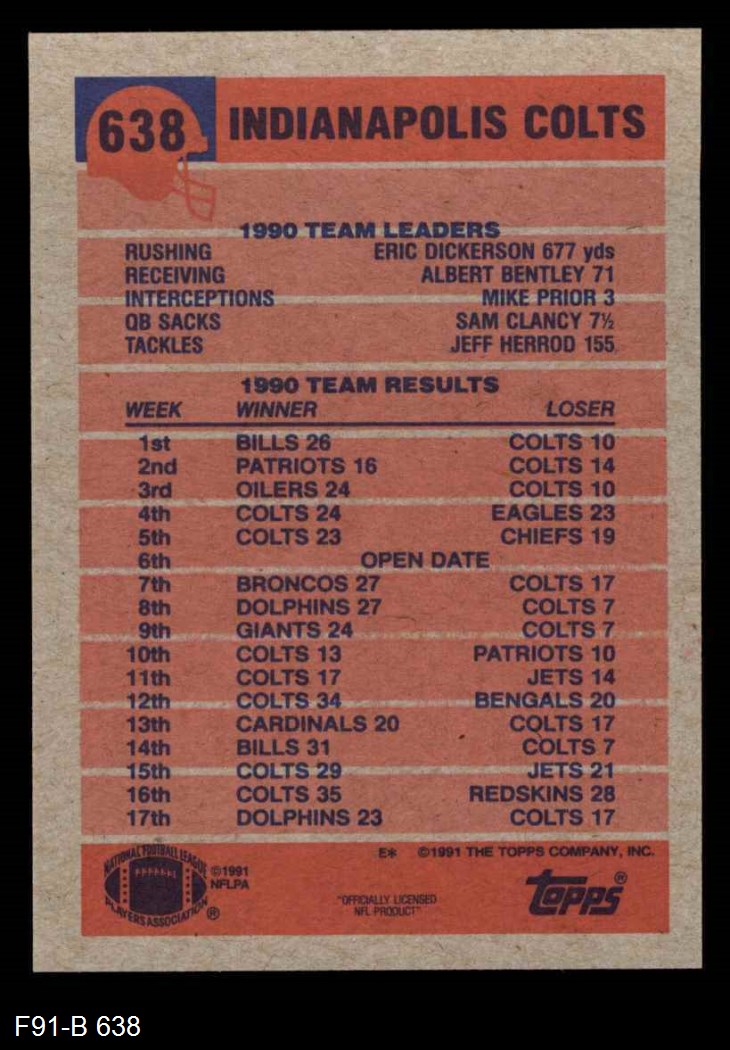 638 INDIANAPOLIS COLTS
1990 TEAM LEADERS
RUSHING ERIC DICKERSON 677 yds
RECEIVING ALBERT BENTLEY 71
INTERCEPTIONS MIKE PRIOR 3
QB SACKS SAM CLANCY 7½
TACKLES JEFF HERROD 155
1990 TEAM RESULTS
WEEK WINNER LOSER
1st BILLS 26 COLTS 10
2nd PATRIOTS 16 COLTS 14
3rd OILERS 24 COLTS 10
4th COLTS 24 EAGLES 23
5th COLTS 23 CHIEFS 19
6th OPEN DATE
7th BRONCOS 27 COLTS 17
8th DOLPHINS 27 COLTS 7
9th GIANTS 24 COLTS 7
10th COLTS 13 PATRIOTS 10
11th COLTS 17 JETS 14
12th COLTS 34 BENGALS 20
13th CARDINALS 20 COLTS 17
14th BILLS 31 COLTS 7
15th COLTS 29 JETS 21
16th COLTS 35 REDSKINS 28
17th DOLPHINS 23 COLTS 17
E* ©1991 THE TOPPS COMPANY, INC.
NATIONAL FOOTBALL LEAGUE
PLAYERS ASSOCIATION ®
©1991
NFLPA
"OFFICIALLY LICENSED
NFL PRODUCT"
topps®
F91-B 638